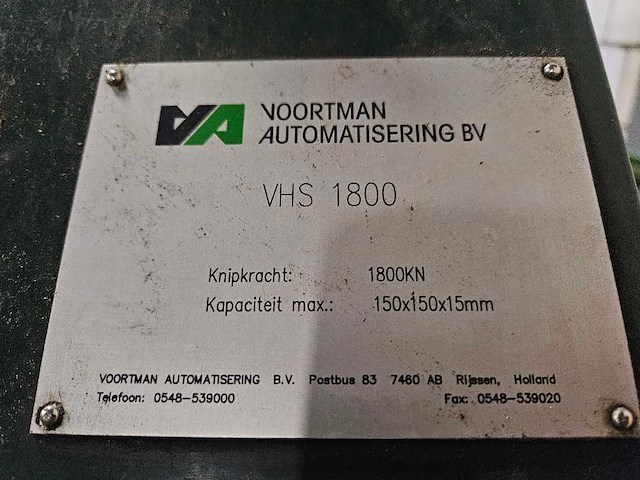 VA VOORTMAN
AUTOMATISERING BV
VHS 1800
Knipkracht: 1800KN
Kapaciteit max.: 150x150x15mm
VOORTMAN AUTOMATISERING B.V. Postbus 83 7460 AB Rijssen, Holland
Telefoon: 0548-539000 Fax: 0548-539020